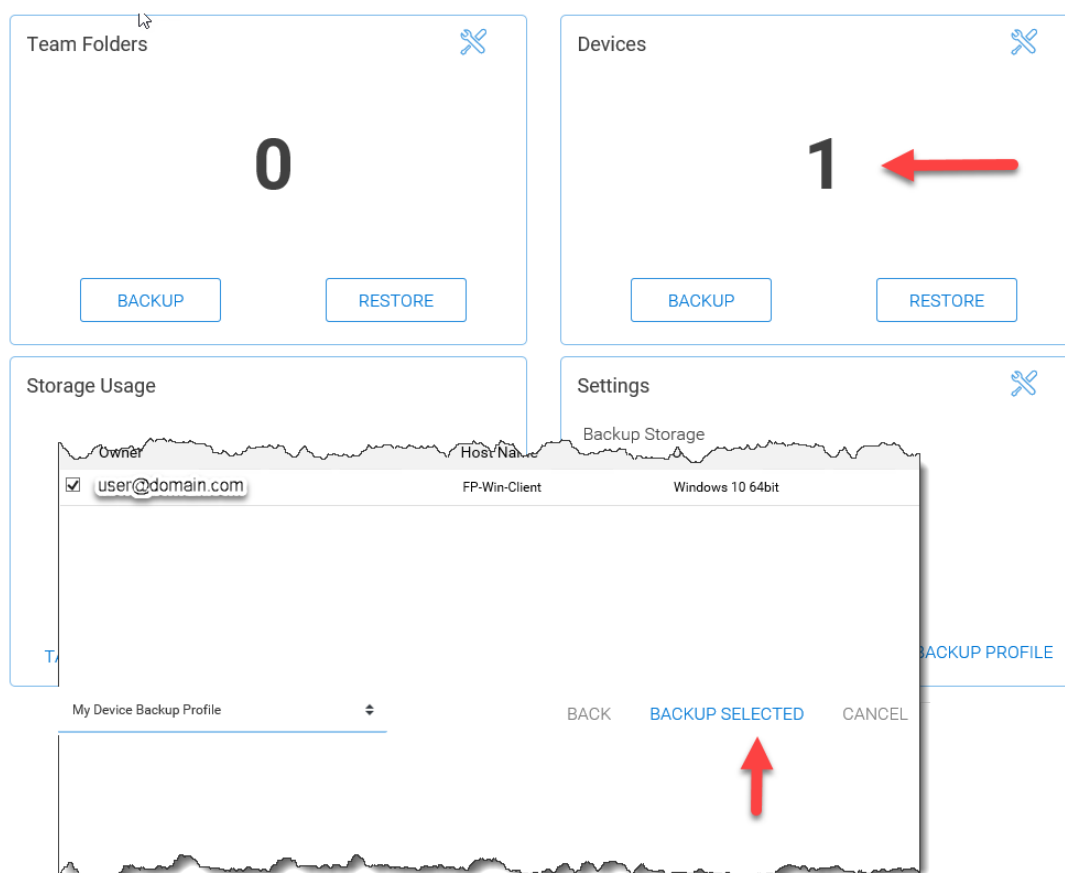 Team Folders
Devices
0
1
BACKUP
RESTORE
BACKUP
RESTORE
Storage Usage
Settings
Backup Storage
Owner
Host
user@domain.com
FP-Win-Client
Windows 10 64bit
BACKUP PROFILE
My Device Backup Profile
BACK
BACKUP SELECTED
CANCEL